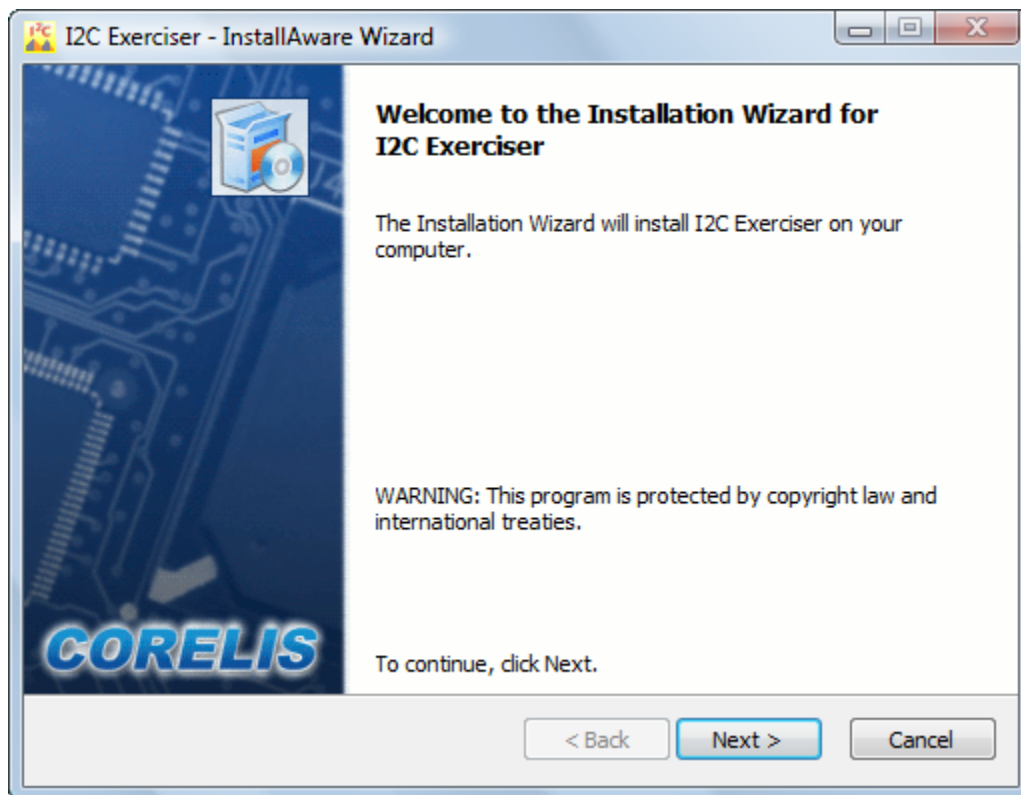 I2C I2C Exerciser - InstallAware Wizard
Welcome to the Installation Wizard for
I2C Exerciser
The Installation Wizard will install I2C Exerciser on your
computer.
WARNING: This program is protected by copyright law and
international treaties.
CORELIS
To continue, click Next.
< Back Next > Cancel